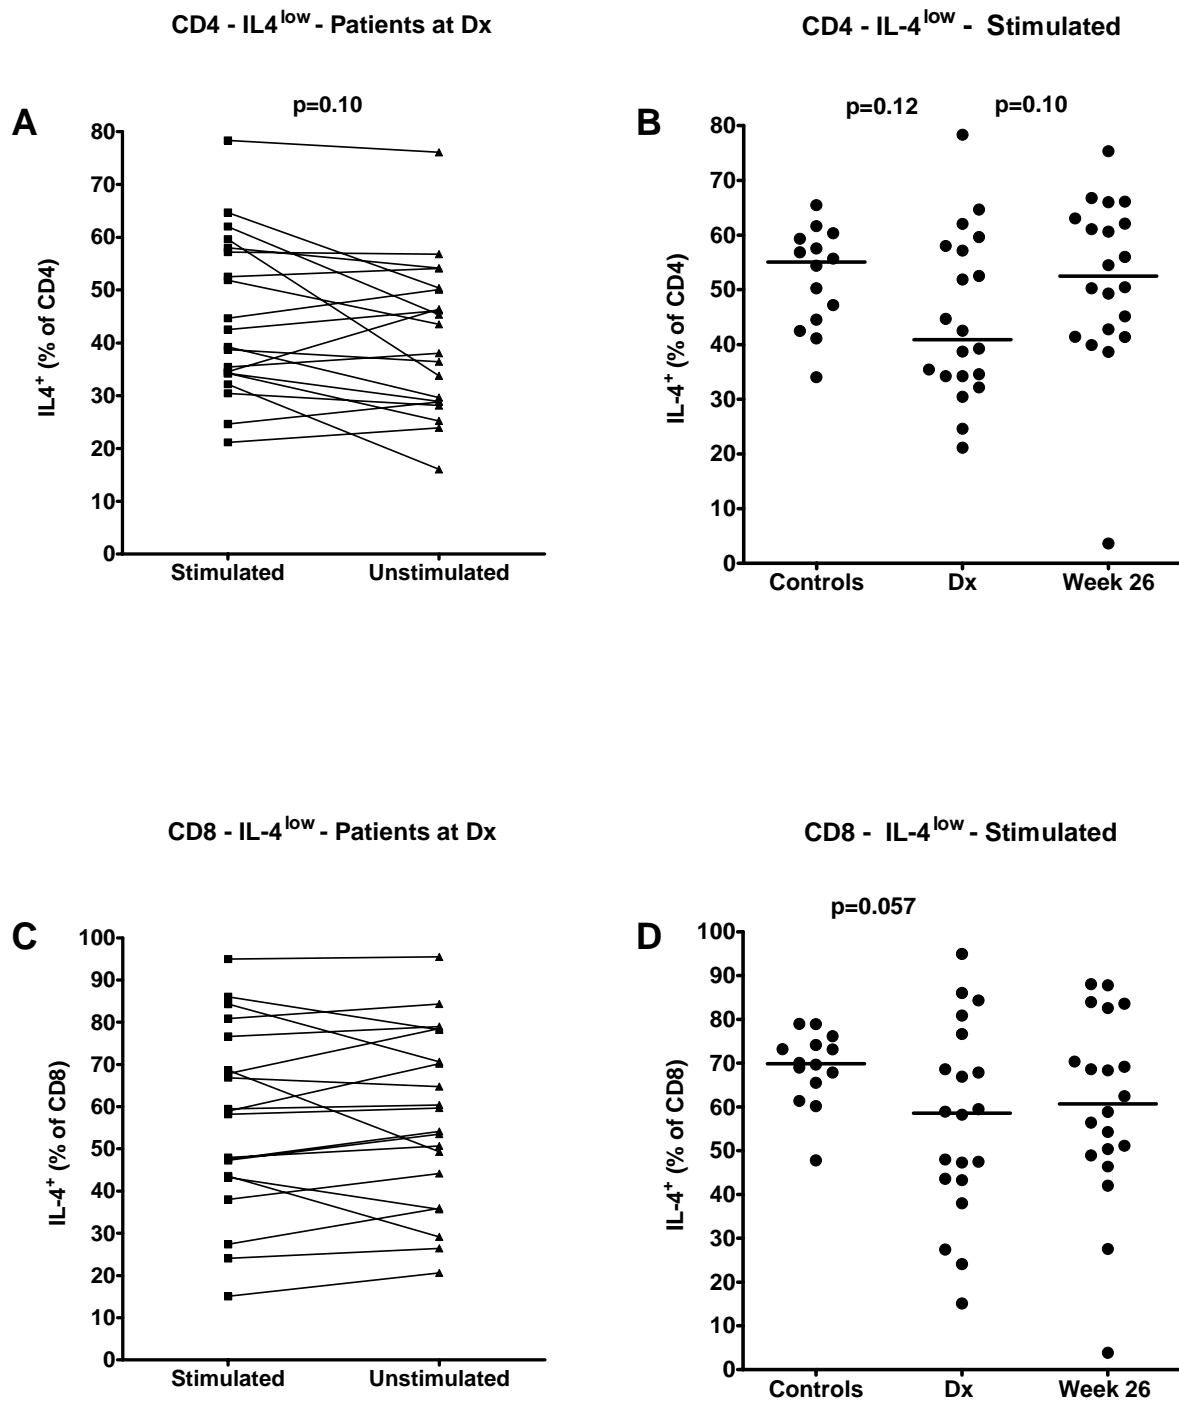 CD4 - IL4low - Patients at Dx
CD4 - IL-4low - Stimulated
A
p=0.10
IL4+ (% of CD4)
80
70
60
50
40
30
20
10
0
Stimulated Unstimulated
B
p=0.12 p=0.10
IL-4+ (% of CD4)
80
70
60
50
40
30
20
10
0
Controls Dx Week 26
CD8 - IL-4low - Patients at Dx
CD8 - IL-4low - Stimulated
C
IL-4+ (% of CD8)
100
90
80
70
60
50
40
30
20
10
0
Stimulated Unstimulated
D
p=0.057
IL-4+ (% of CD8)
100
90
80
70
60
50
40
30
20
10
0
Controls Dx Week 26